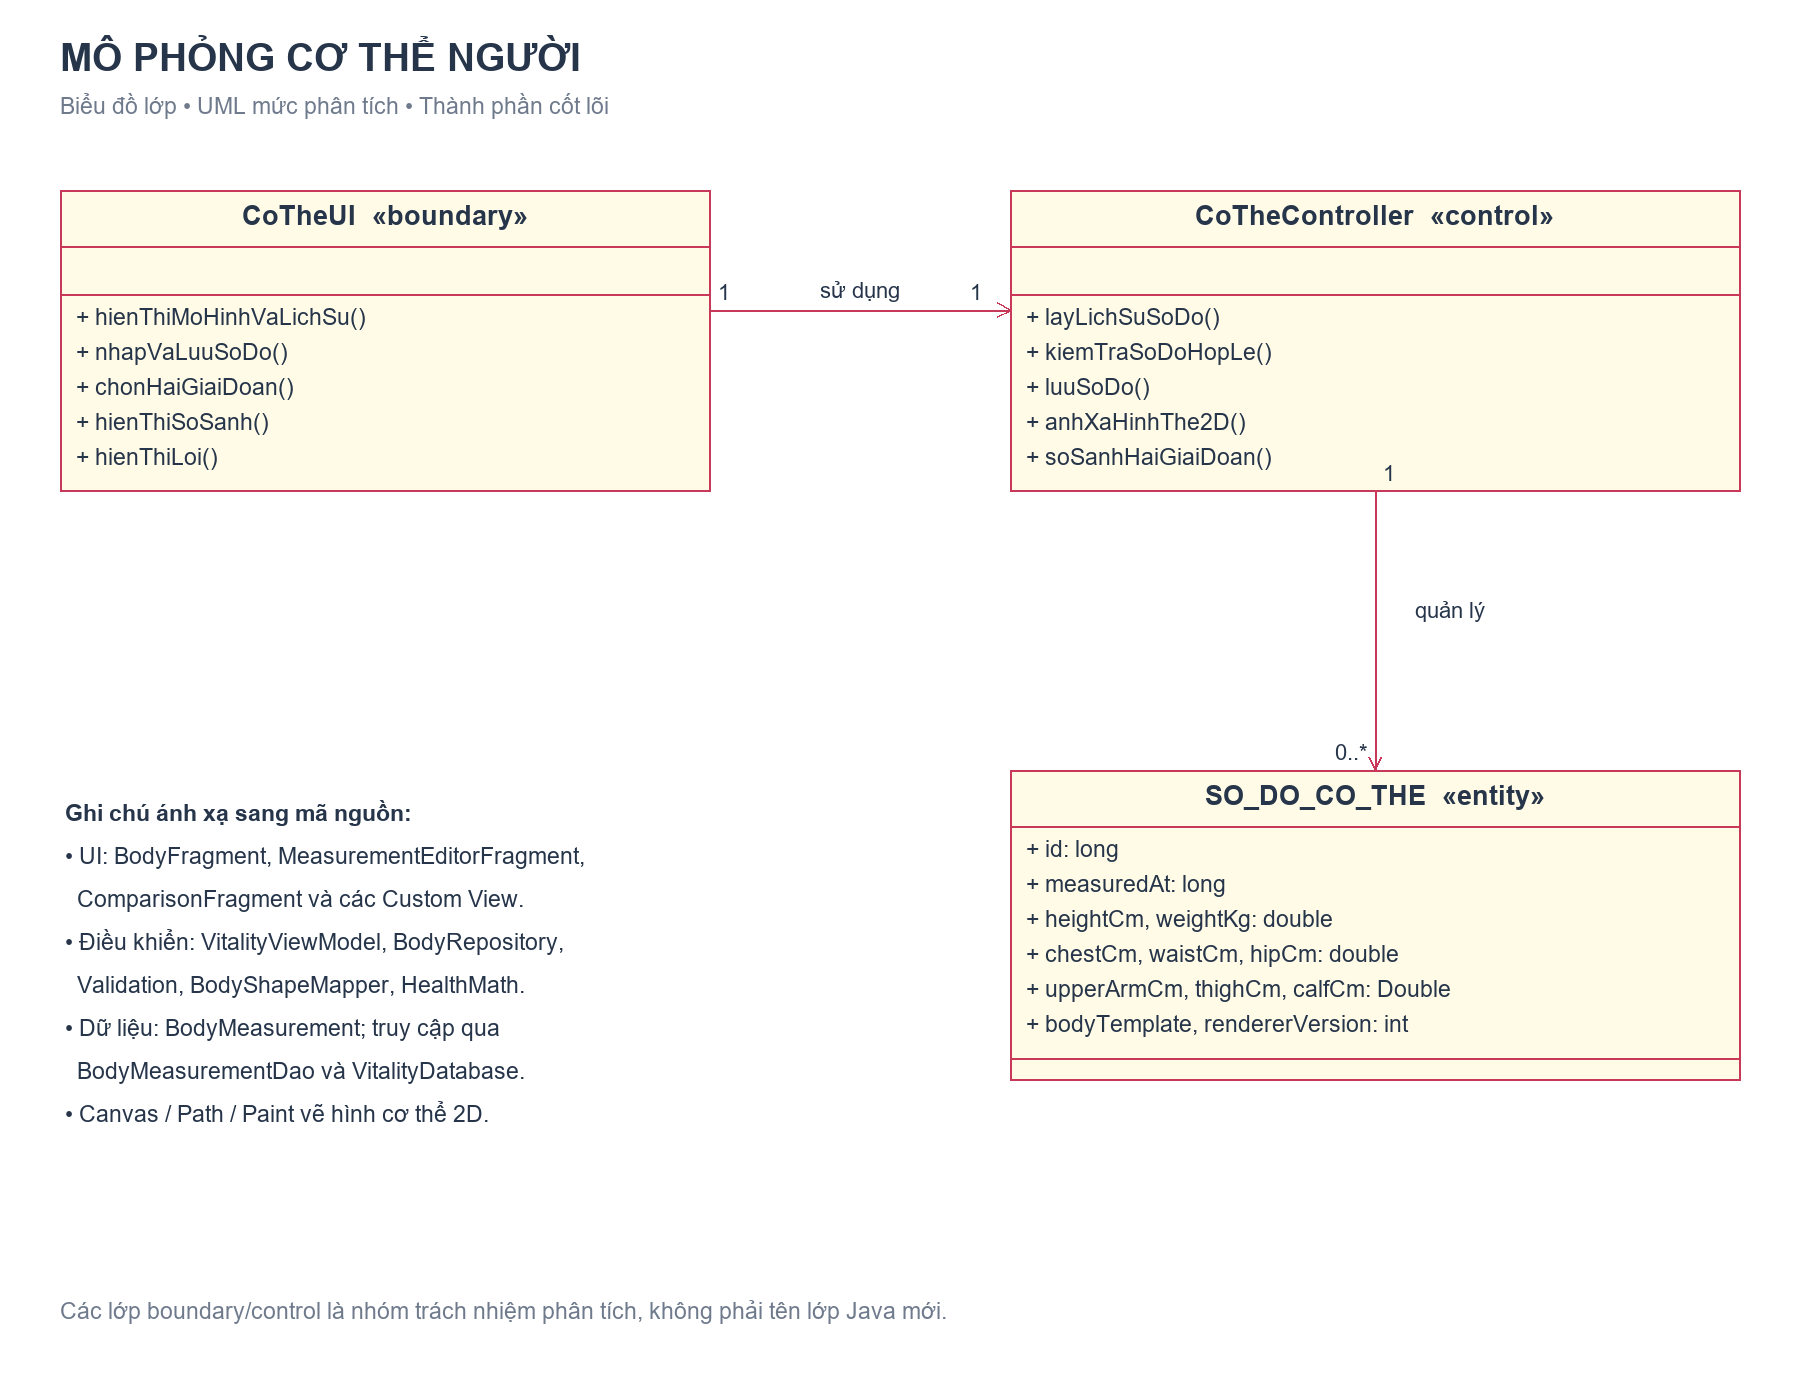 MÔ PHỎNG CƠ THỂ NGƯỜI
Biểu đồ lớp • UML mức phân tích • Thành phần cốt lõi
CoTheUI «boundary»
+ hienThiMoHinhVaLichSu()
+ nhapVaLuuSoDo()
+ chonHaiGiaiDoan()
+ hienThiSoSanh()
+ hienThiLoi()
1
sử dụng
1
CoTheController «control»
+ layLichSuSoDo()
+ kiemTraSoDoHopLe()
+ luuSoDo()
+ anhXaHinhThe2D()
+ soSanhHaiGiaiDoan()
1
quản lý
0..*
SO_DO_CO_THE «entity»
+ id: long
+ measuredAt: long
+ heightCm, weightKg: double
+ chestCm, waistCm, hipCm: double
+ upperArmCm, thighCm, calfCm: Double
+ bodyTemplate, rendererVersion: int
Ghi chú ánh xạ sang mã nguồn:
• UI: BodyFragment, MeasurementEditorFragment,
ComparisonFragment và các Custom View.
• Điều khiển: VitalityViewModel, BodyRepository,
Validation, BodyShapeMapper, HealthMath.
• Dữ liệu: BodyMeasurement; truy cập qua
BodyMeasurementDao và VitalityDatabase.
• Canvas / Path / Paint vẽ hình cơ thể 2D.
Các lớp boundary/control là nhóm trách nhiệm phân tích, không phải tên lớp Java mới.